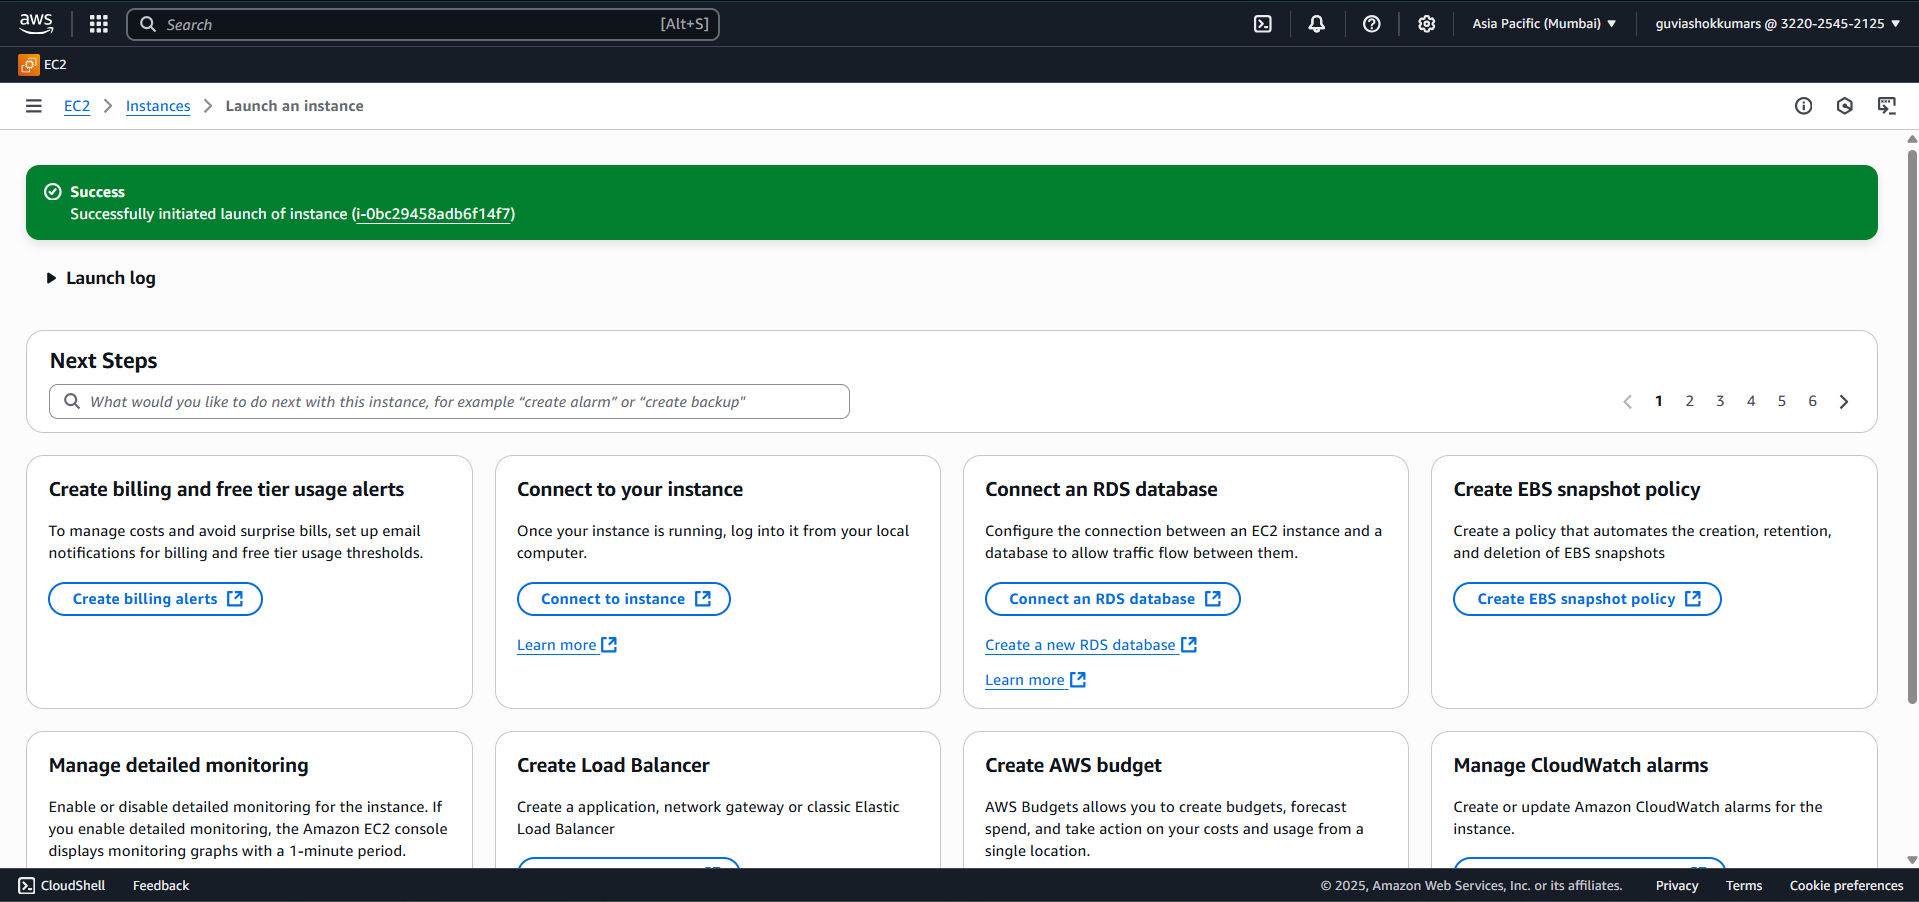 aws
Search
[Alt+S]
Asia Pacific (Mumbai)
guviashokkumars @ 3220-2545-2125
EC2
EC2
Instances
Launch an instance
Success
Successfully initiated launch of instance (i-0bc29458adb6f14f7)
Launch log
Next Steps
What would you like to do next with this instance, for example “create alarm” or “create backup"
1 2 3 4 5 6
Create billing and free tier usage alerts
To manage costs and avoid surprise bills, set up email
notifications for billing and free tier usage thresholds.
Create billing alerts
Connect to your instance
Once your instance is running, log into it from your local
computer.
Connect to instance
Learn more
Connect an RDS database
Configure the connection between an EC2 instance and a
database to allow traffic flow between them.
Connect an RDS database
Create a new RDS database
Learn more
Create EBS snapshot policy
Create a policy that automates the creation, retention,
and deletion of EBS snapshots
Create EBS snapshot policy
Manage detailed monitoring
Enable or disable detailed monitoring for the instance. If
you enable detailed monitoring, the Amazon EC2 console
displays monitoring graphs with a 1-minute period.
Create Load Balancer
Create a application, network gateway or classic Elastic
Load Balancer
Create AWS budget
AWS Budgets allows you to create budgets, forecast
spend, and take action on your costs and usage from a
single location.
Manage CloudWatch alarms
Create or update Amazon CloudWatch alarms for the
instance.
CloudShell
Feedback
© 2025, Amazon Web Services, Inc. or its affiliates.
Privacy
Terms
Cookie preferences